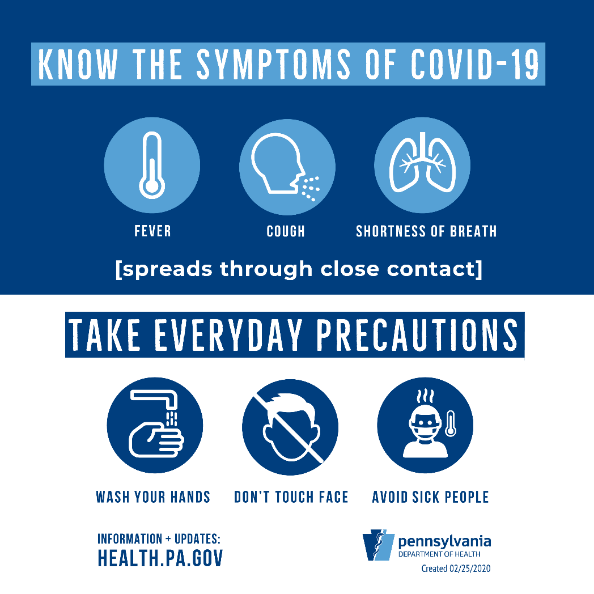 KNOW THE SYMPTOMS OF COVID-19
FEVER
COUGH
SHORTNESS OF BREATH
[spreads through close contact]
TAKE EVERYDAY PRECAUTIONS
WASH YOUR HANDS
DON'T TOUCH FACE
AVOID SICK PEOPLE
INFORMATION + UPDATES:
HEALTH.PA.GOV
pennsylvania
DEPARTMENT OF HEALTH
Created 02/25/2020